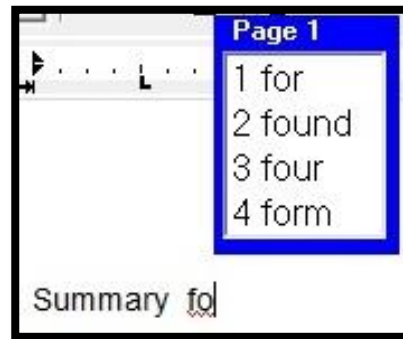 Page 1
1 for
2 found
3 four
4 form
Summary fo